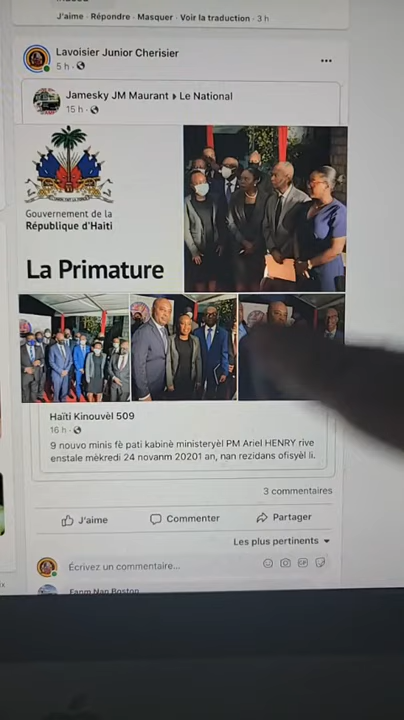 J'aime · Répondre · Masquer · Voir la traduction · 3 h
Lavoisier Junior Cherisier
5 h ·
Jamesky JM Maurant ▸ Le National
15 h ·
Gouvernement de la
République d'Haïti
La Primature
Haïti Kinouvèl 509
16 h ·
9 nouvo minis fè pati kabinè ministeryèl PM Ariel HENRY rive
enstale mèkredi 24 novanm 20201 an, nan rezidans ofisyèl li.
3 commentaires
J'aime
Commenter
Partager
Les plus pertinents
Écrivez un commentaire...
Fanm Nan Boston